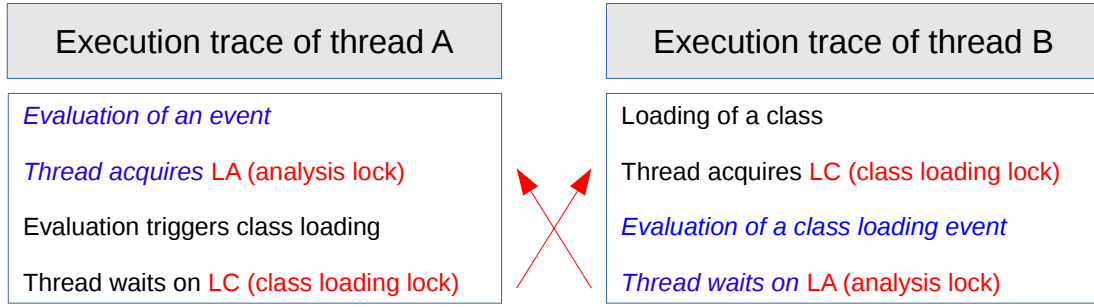 Execution trace of thread A
Evaluation of an event
Thread acquires LA (analysis lock)
Evaluation triggers class loading
Thread waits on LC (class loading lock)
Execution trace of thread B
Loading of a class
Thread acquires LC (class loading lock)
Evaluation of a class loading event
Thread waits on LA (analysis lock)